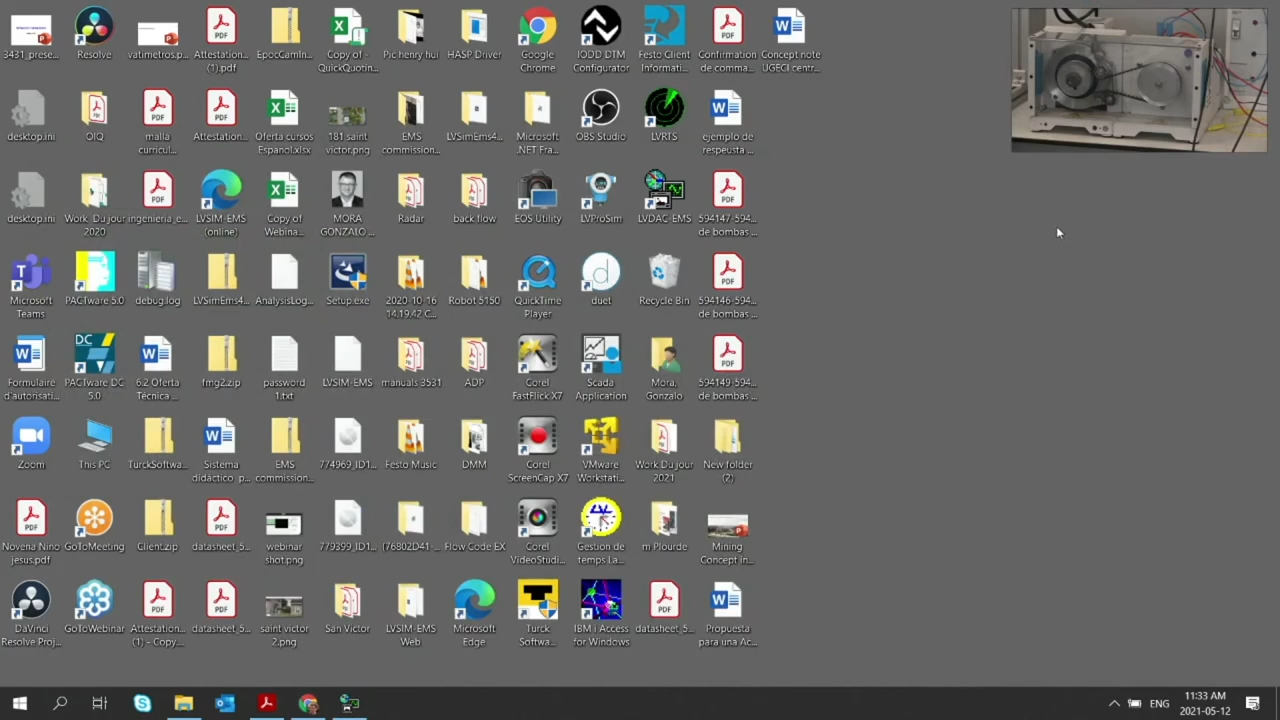 3431_prese...
Resolve
vatimetros.p...
Attestation...
(1).pdf
EpocCamIn...
Copy of -
QuickQuotin...
Pic henry hui
HASP Driver
Google
Chrome
IODD DTM
Configurator
Festo Client
Informati...
Confirmation
de comma...
Concept note
UGECI centr...
desktop.ini
OIQ
malla
curricul...
Attestation...
Oferta cursos
Espanol.xlsx
181 saint
victor.png
EMS
commission...
LVSimEms4...
Microsoft
.NET Fra...
OBS Studio
LVRTS
ejemplo de
respeusta ...
desktop.ini
Work_Du jour
2020
ingenieria_e...
LVSIM-EMS
(online)
Copy of
Webina...
MORA
GONZALO ...
Radar
back flow
EOS Utility
LVProSim
LVDAC-EMS
594147-594...
de bombas ...
Microsoft
Teams
PACTware 5.0
debug.log
LVSimEms4...
AnalysisLog...
Setup.exe
2020-10-16
14.19.42 C...
Robot 5150
QuickTime
Player
duet
Recycle Bin
594146-594...
de bombas ...
Formulaire
d'autorisati...
DC
PACTware DC
5.0
6.2 Oferta
Técnica ...
fmg2.zip
password
1.txt
LVSIM-EMS
manuals 3531
ADP
Corel
FastFlick X7
Scada
Application
Mora,
Gonzalo
594149-594...
de bombas ...
Zoom
This PC
TurckSoftwa...
Sistema
didáctico p...
EMS
commission...
774969_ID1...
Festo Music
DMM
Corel
ScreenCap X7
VMware
Workstati...
Work Du jour
2021
New folder
(2)
Novena Nino
jesus.pdf
GoToMeeting
Client.zip
datasheet_5...
webinar
shot.png
779399_ID1...
(76802D41-...
Flow Code EX
Corel
VideoStudi...
Gestion de
temps La...
m Plourde
Mining
Concept In...
DaVinci
Resolve Proj...
GoToWebinar
Attestation...
(1) - Copy...
datasheet_5...
saint victor
2.png
San Victor
LVSIM-EMS
Web
Microsoft
Edge
Turck
Softwa...
IBM i Access
for Windows
datasheet_5...
Propuesta
para una Ac...
ENG
11:33 AM
2021-05-12